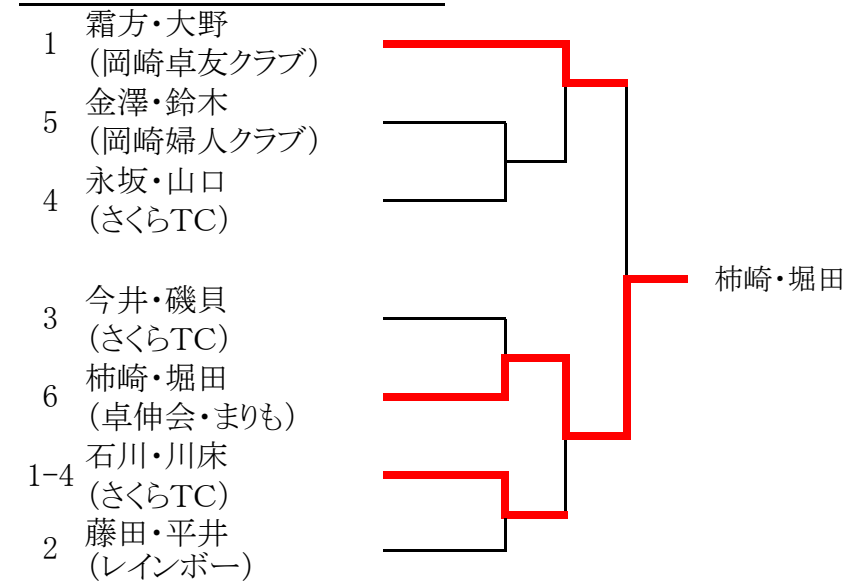 霜方・大野
1
(岡崎卓友クラブ)
金澤・鈴木
5
(岡崎婦人クラブ)
永坂・山口
4
(さくらTC)
柿崎・堀田
今井・磯貝
3
(さくらTC)
柿崎・堀田
6
(卓伸会・まりも)
石川・川床
1-4
(さくらTC)
藤田・平井
2
(レインボー)